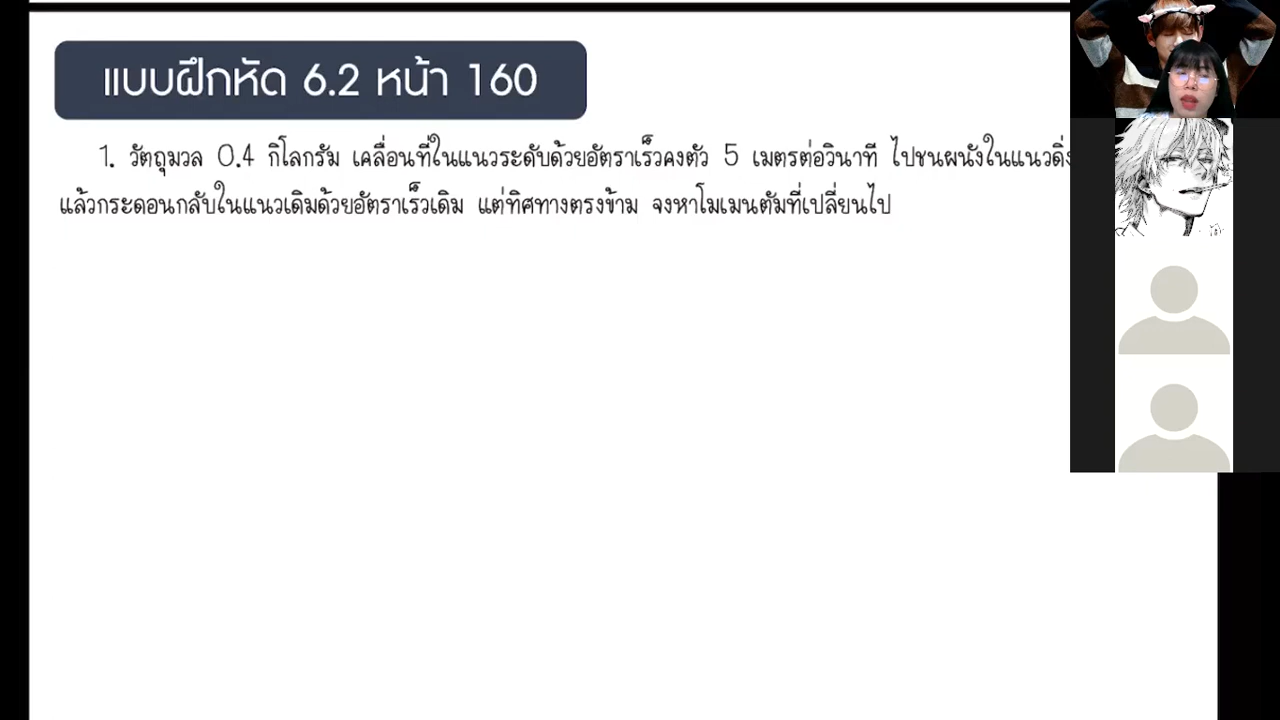 แบบฝึกหัด 6.2 หน้า 160
1. วัตถุมวล 0.4 กิโลกรัม เคลื่อนที่ในแนวระดับด้วยอัตราเร็วคงตัว 5 เมตรต่อวินาที ไปชนผนังในแนวดิ่ง
แล้วกระดอนกลับในแนวเดิมด้วยอัตราเร็วเดิม แต่ทิศทางตรงข้าม จงหาโมเมนตัมที่เปลี่ยนไป